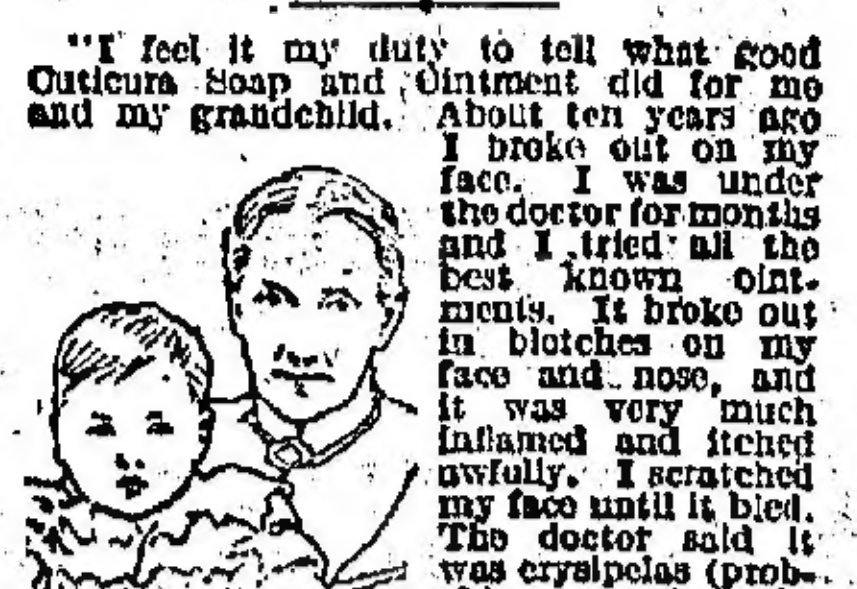 "I feel it my duty to tell what good
Cuticura Soap and Ointment did for me
and my grandchild. About ten years ago
I broke out on my
face. I was under
the doctor for months
and I tried all the
best known oint-
ments. It broke out
in blotches on my
face and nose, and
it was very much
inflamed and itched
awfully. I scratched
my face until it bled.
The doctor said it
was erysipelas (prob-